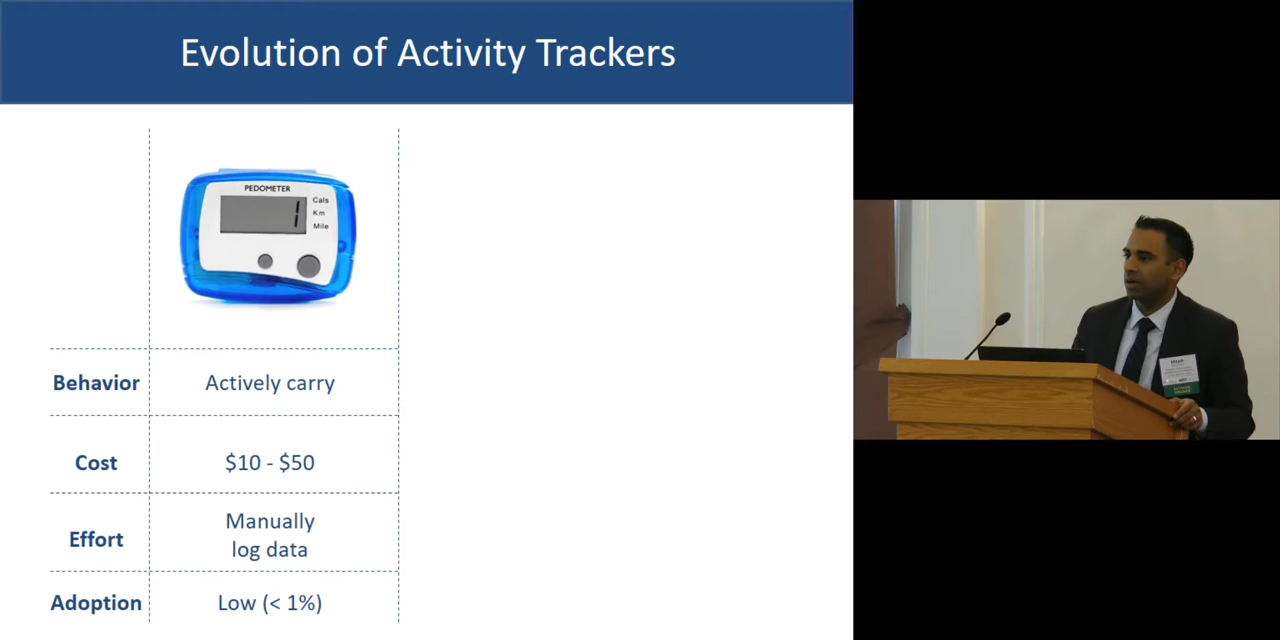 Evolution of Activity Trackers
PEDOMETER
Cals
Km
Mile
1
Behavior
Actively carry
Cost
$10 - $50
Effort
Manually
log data
Adoption
Low (< 1%)